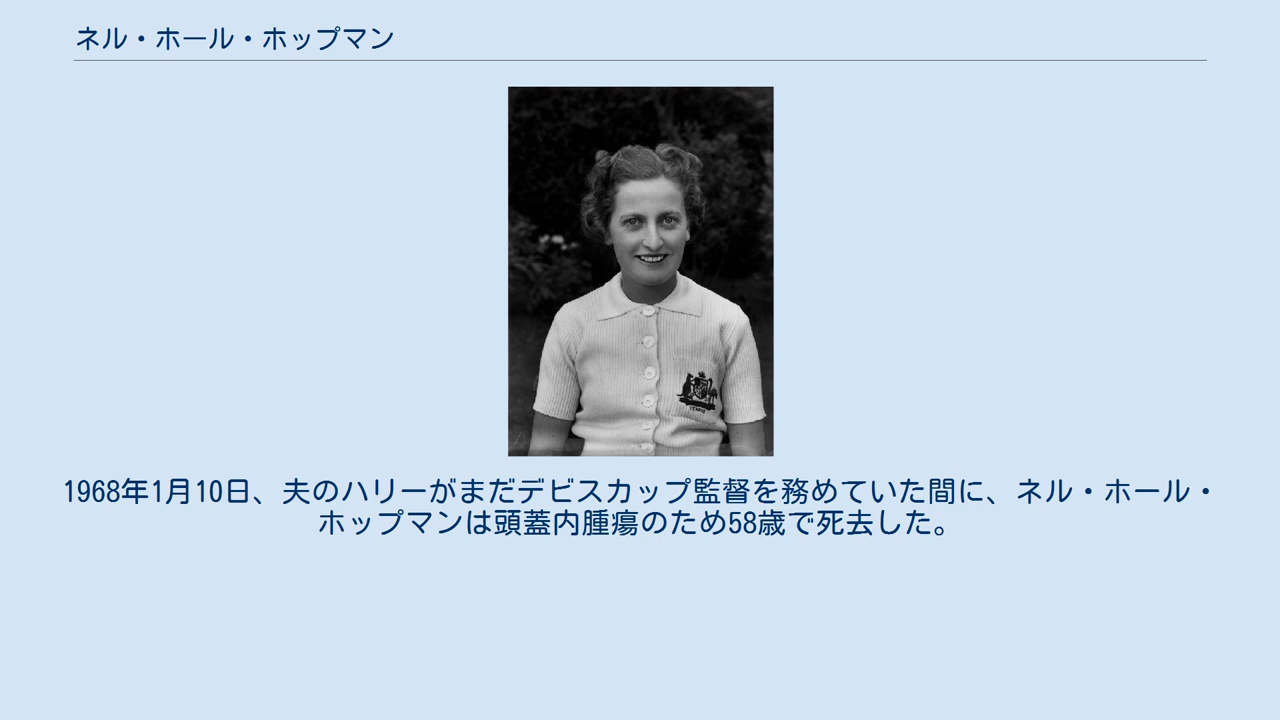 ネル・ホール・ホップマン
1968年1月10日、夫のハリーがまだデビスカップ監督を務めていた間に、ネル・ホール・
ホップマンは頭蓋内腫瘍のため58歳で死去した。